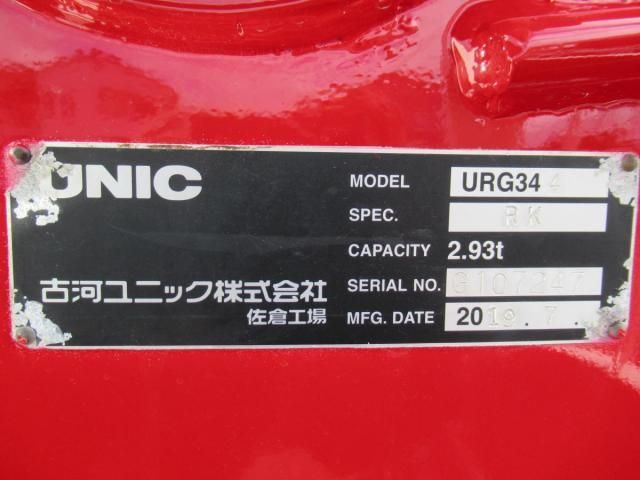 UNIC
MODEL URG344
SPEC. RK
CAPACITY 2.93t
SERIAL NO. G107247
MFG. DATE 2019.7.
古河ユニック株式会社
佐倉工場